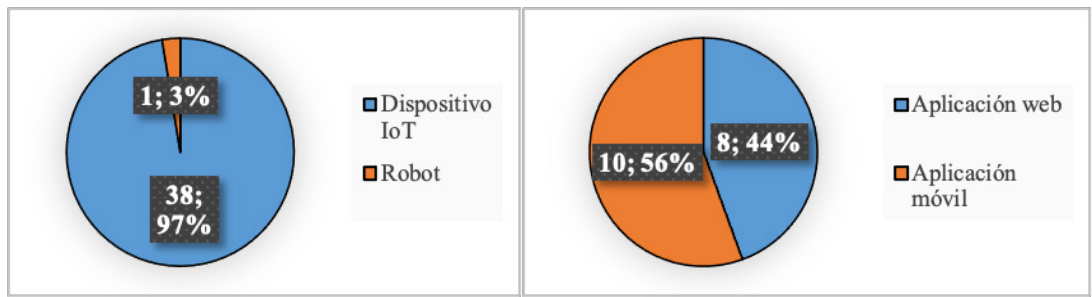 1; 3%
38;
97%
Dispositivo
IoT
Robot
10; 56%
8; 44%
Aplicación web
Aplicación
móvil